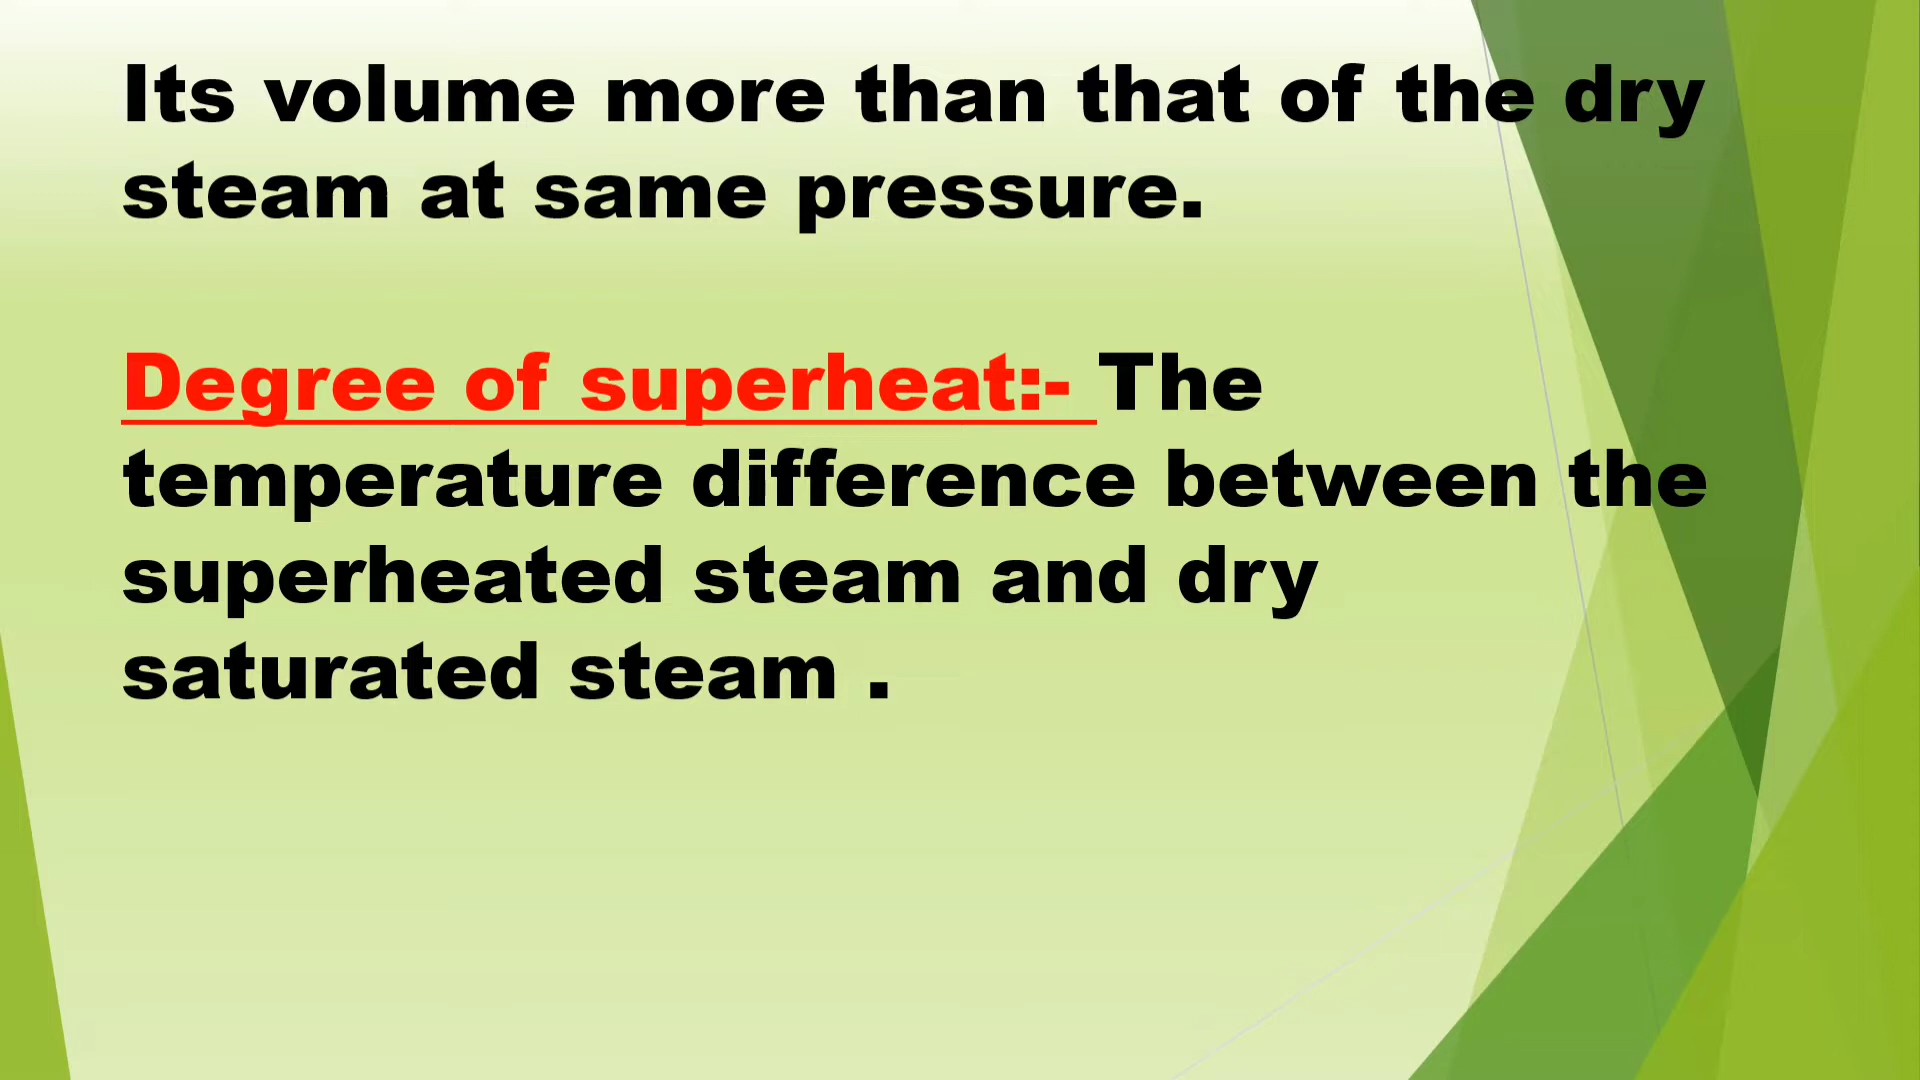 Its volume more than that of the dry
steam at same pressure.
Degree of superheat:- The
temperature difference between the
superheated steam and dry
saturated steam .